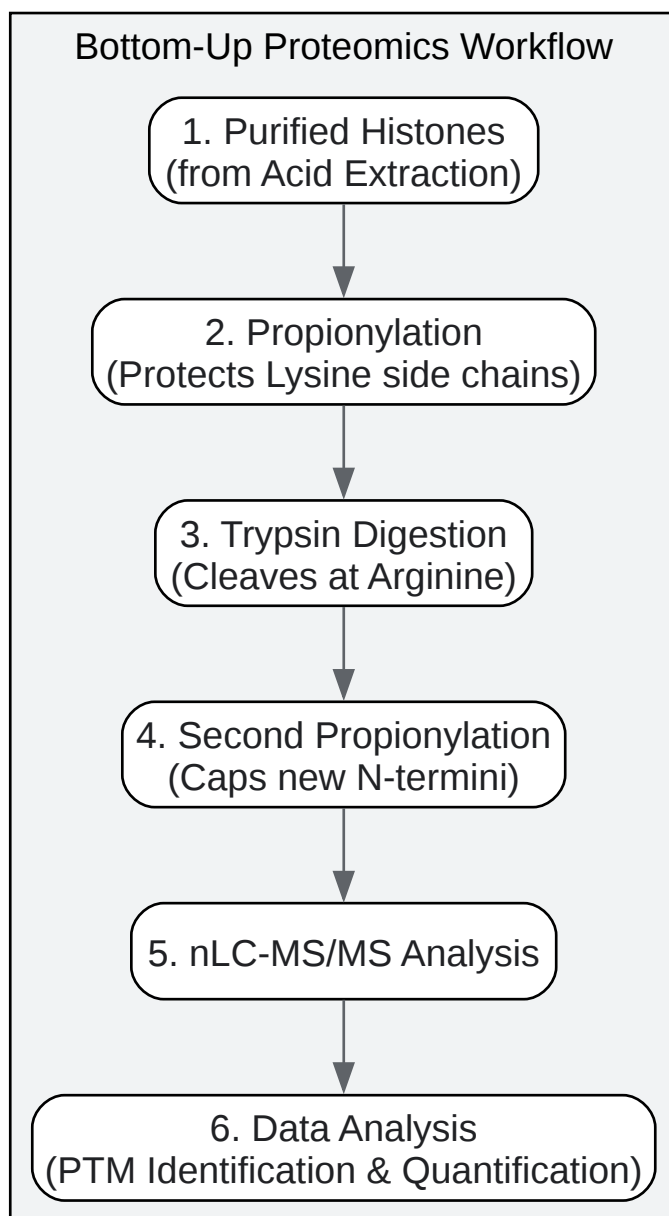 Bottom-Up Proteomics Workflow
1. Purified Histones
(from Acid Extraction)
2. Propionylation
(Protects Lysine side chains)
3. Trypsin Digestion
(Cleaves at Arginine)
4. Second Propionylation
(Caps new N-termini)
5. nLC-MS/MS Analysis
6. Data Analysis
(PTM Identification & Quantification)